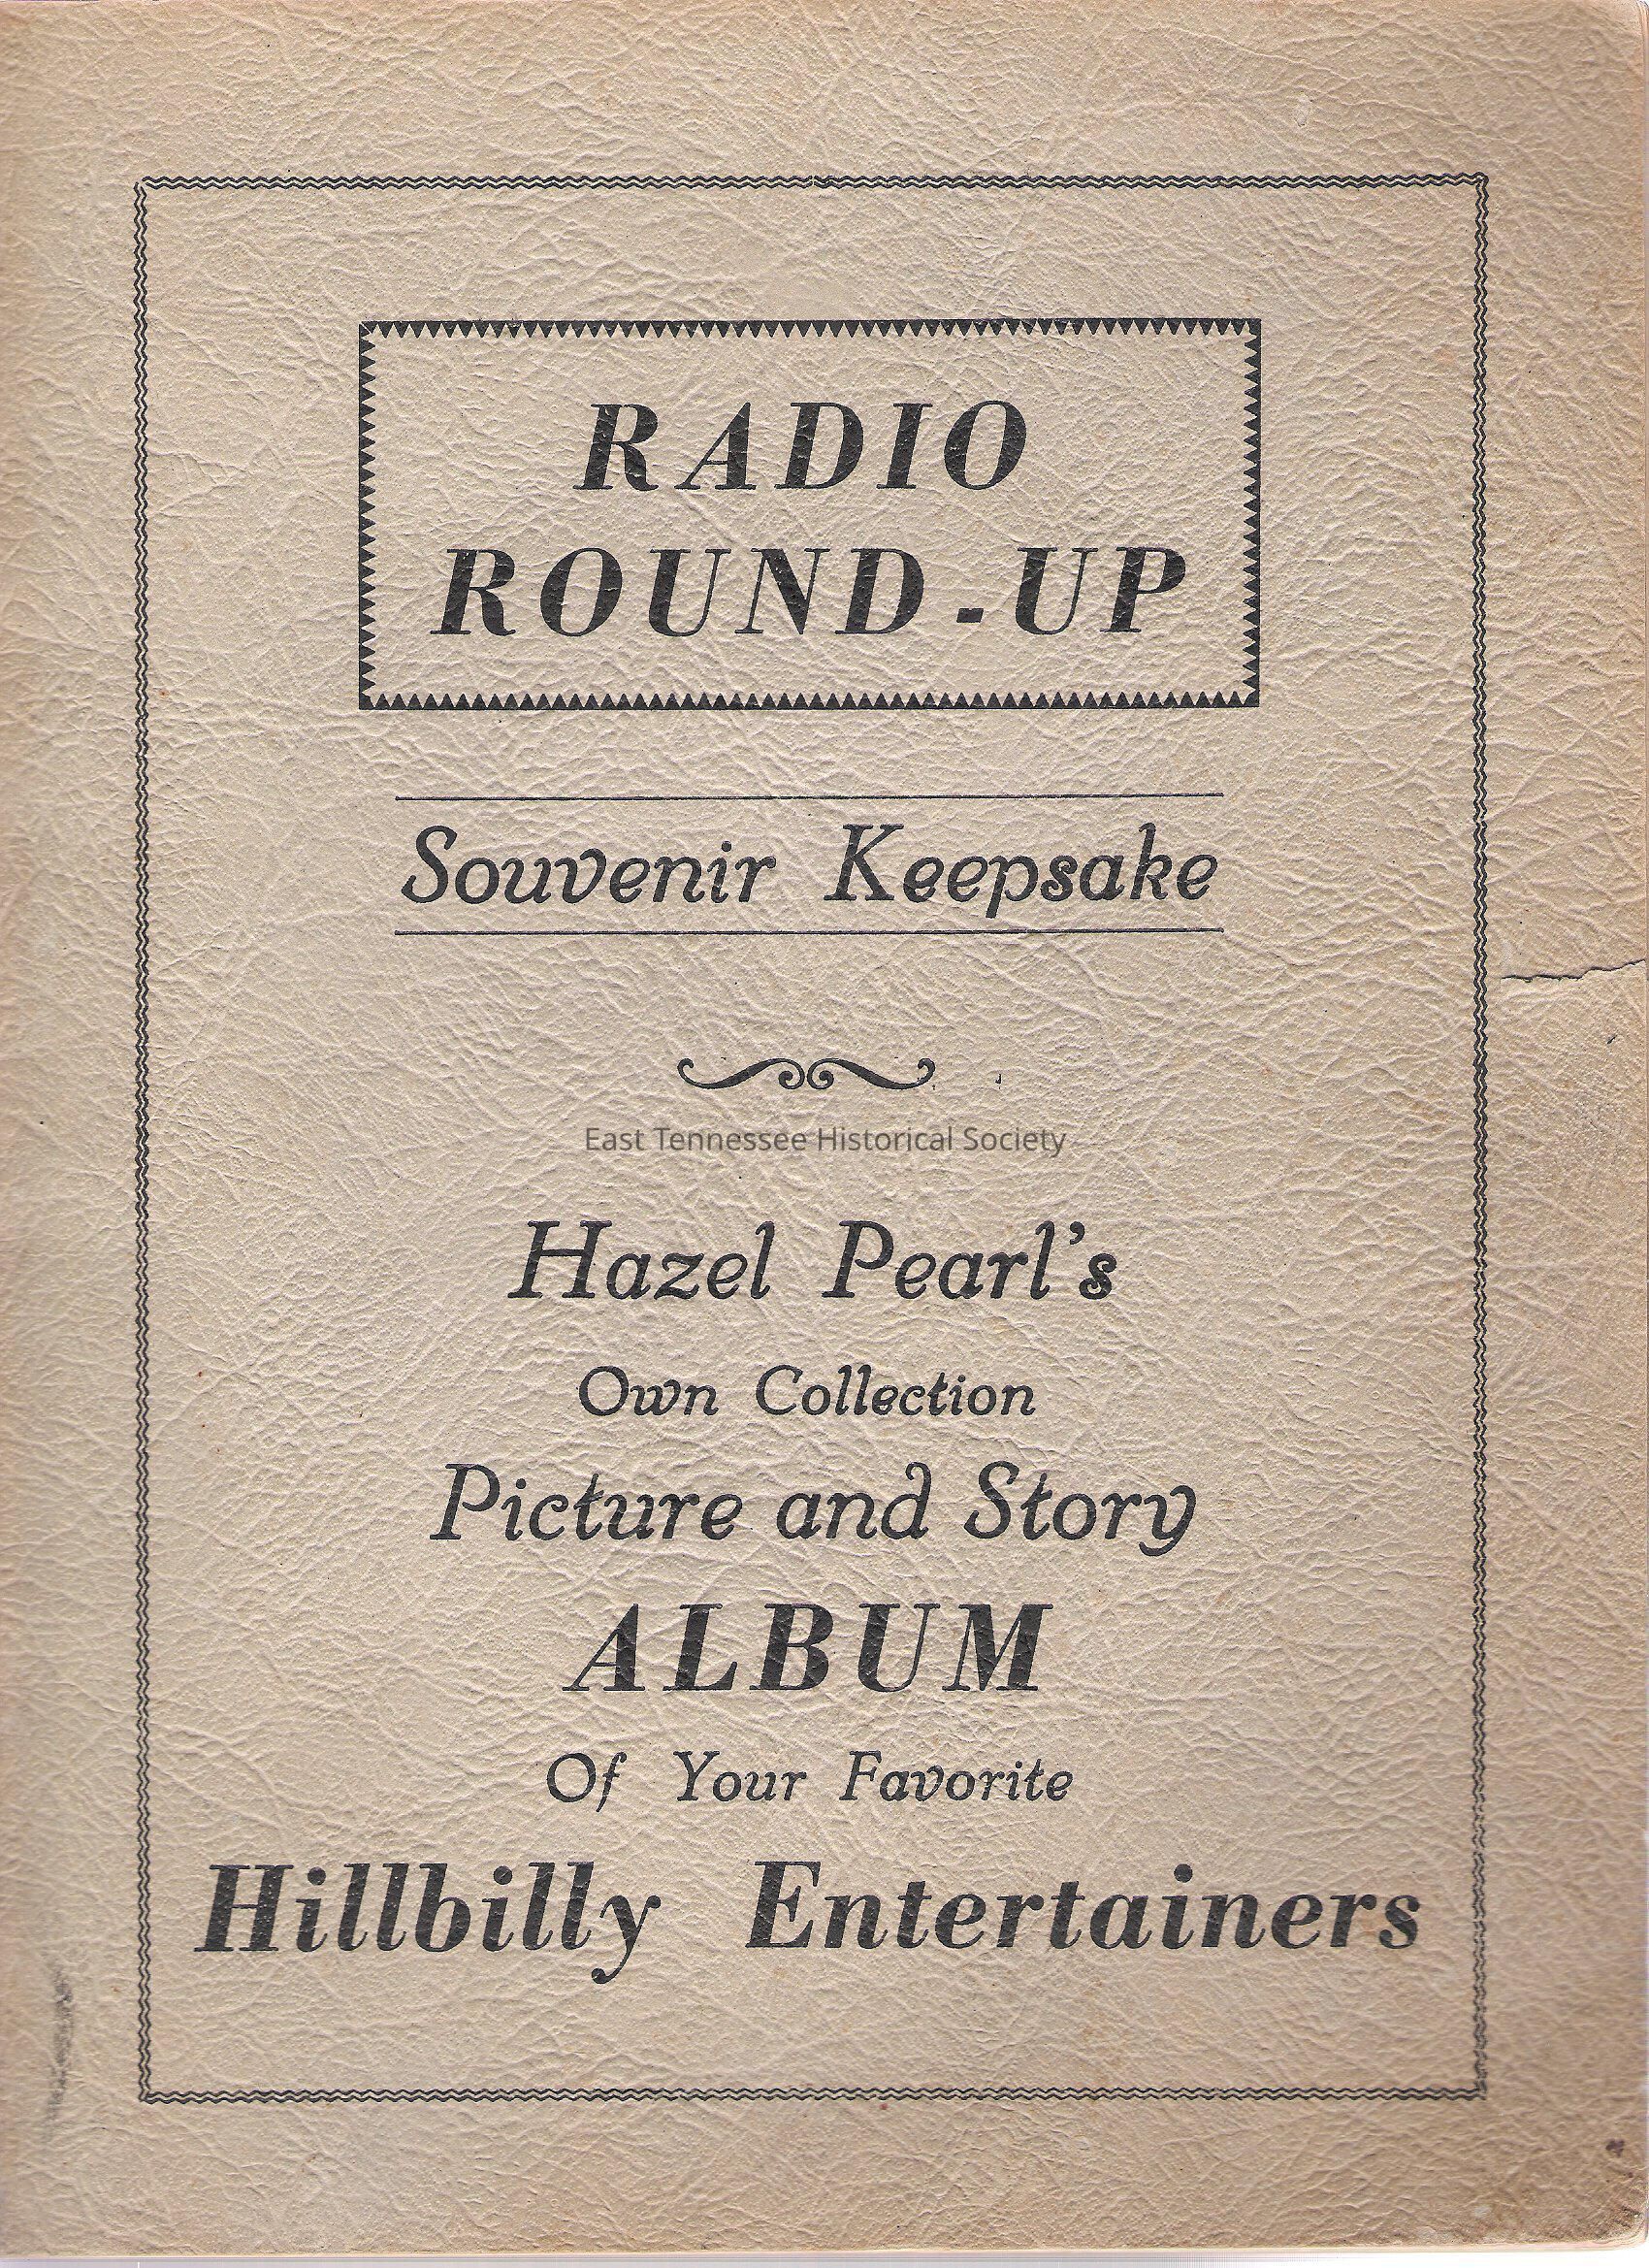 RADIO
ROUND-UP
Souvenir Keepsake
East Tennessee Historical Society
Hazel Pearl's
Own Collection
Picture and Story
ALBUM
Of Your Favorite
Hillbilly Entertainers